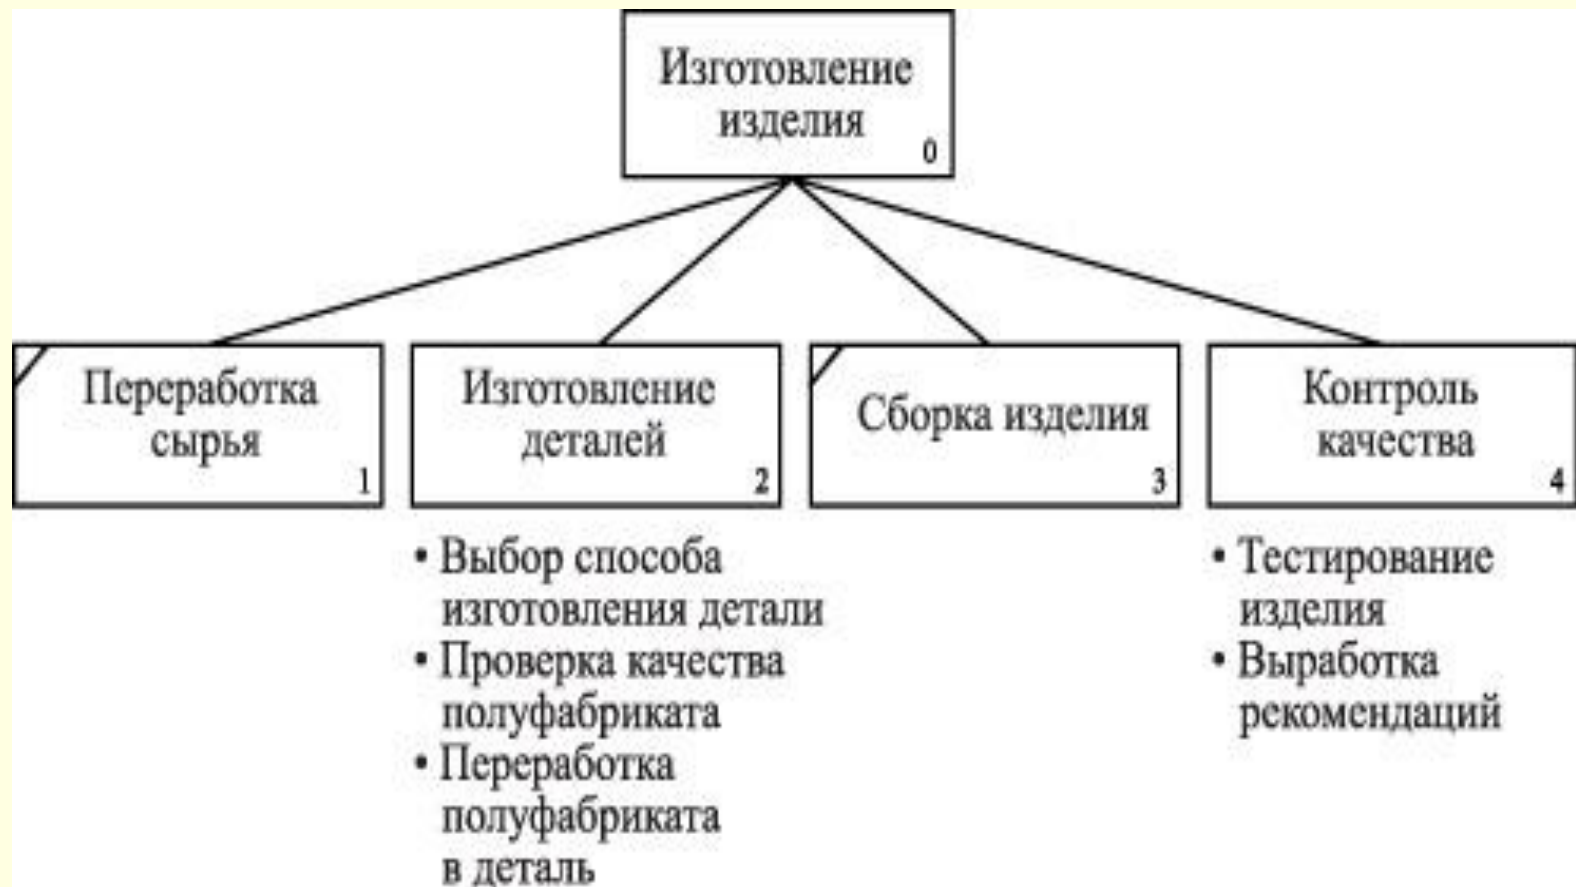 Изготовление
изделия
0
Переработка
сырья
1
Изготовление
деталей
2
Сборка изделия
3
Контроль
качества
4
• Выбор способа
изготовления детали
• Проверка качества
полуфабриката
• Переработка
полуфабриката
в деталь
• Тестирование
изделия
• Выработка
рекомендаций